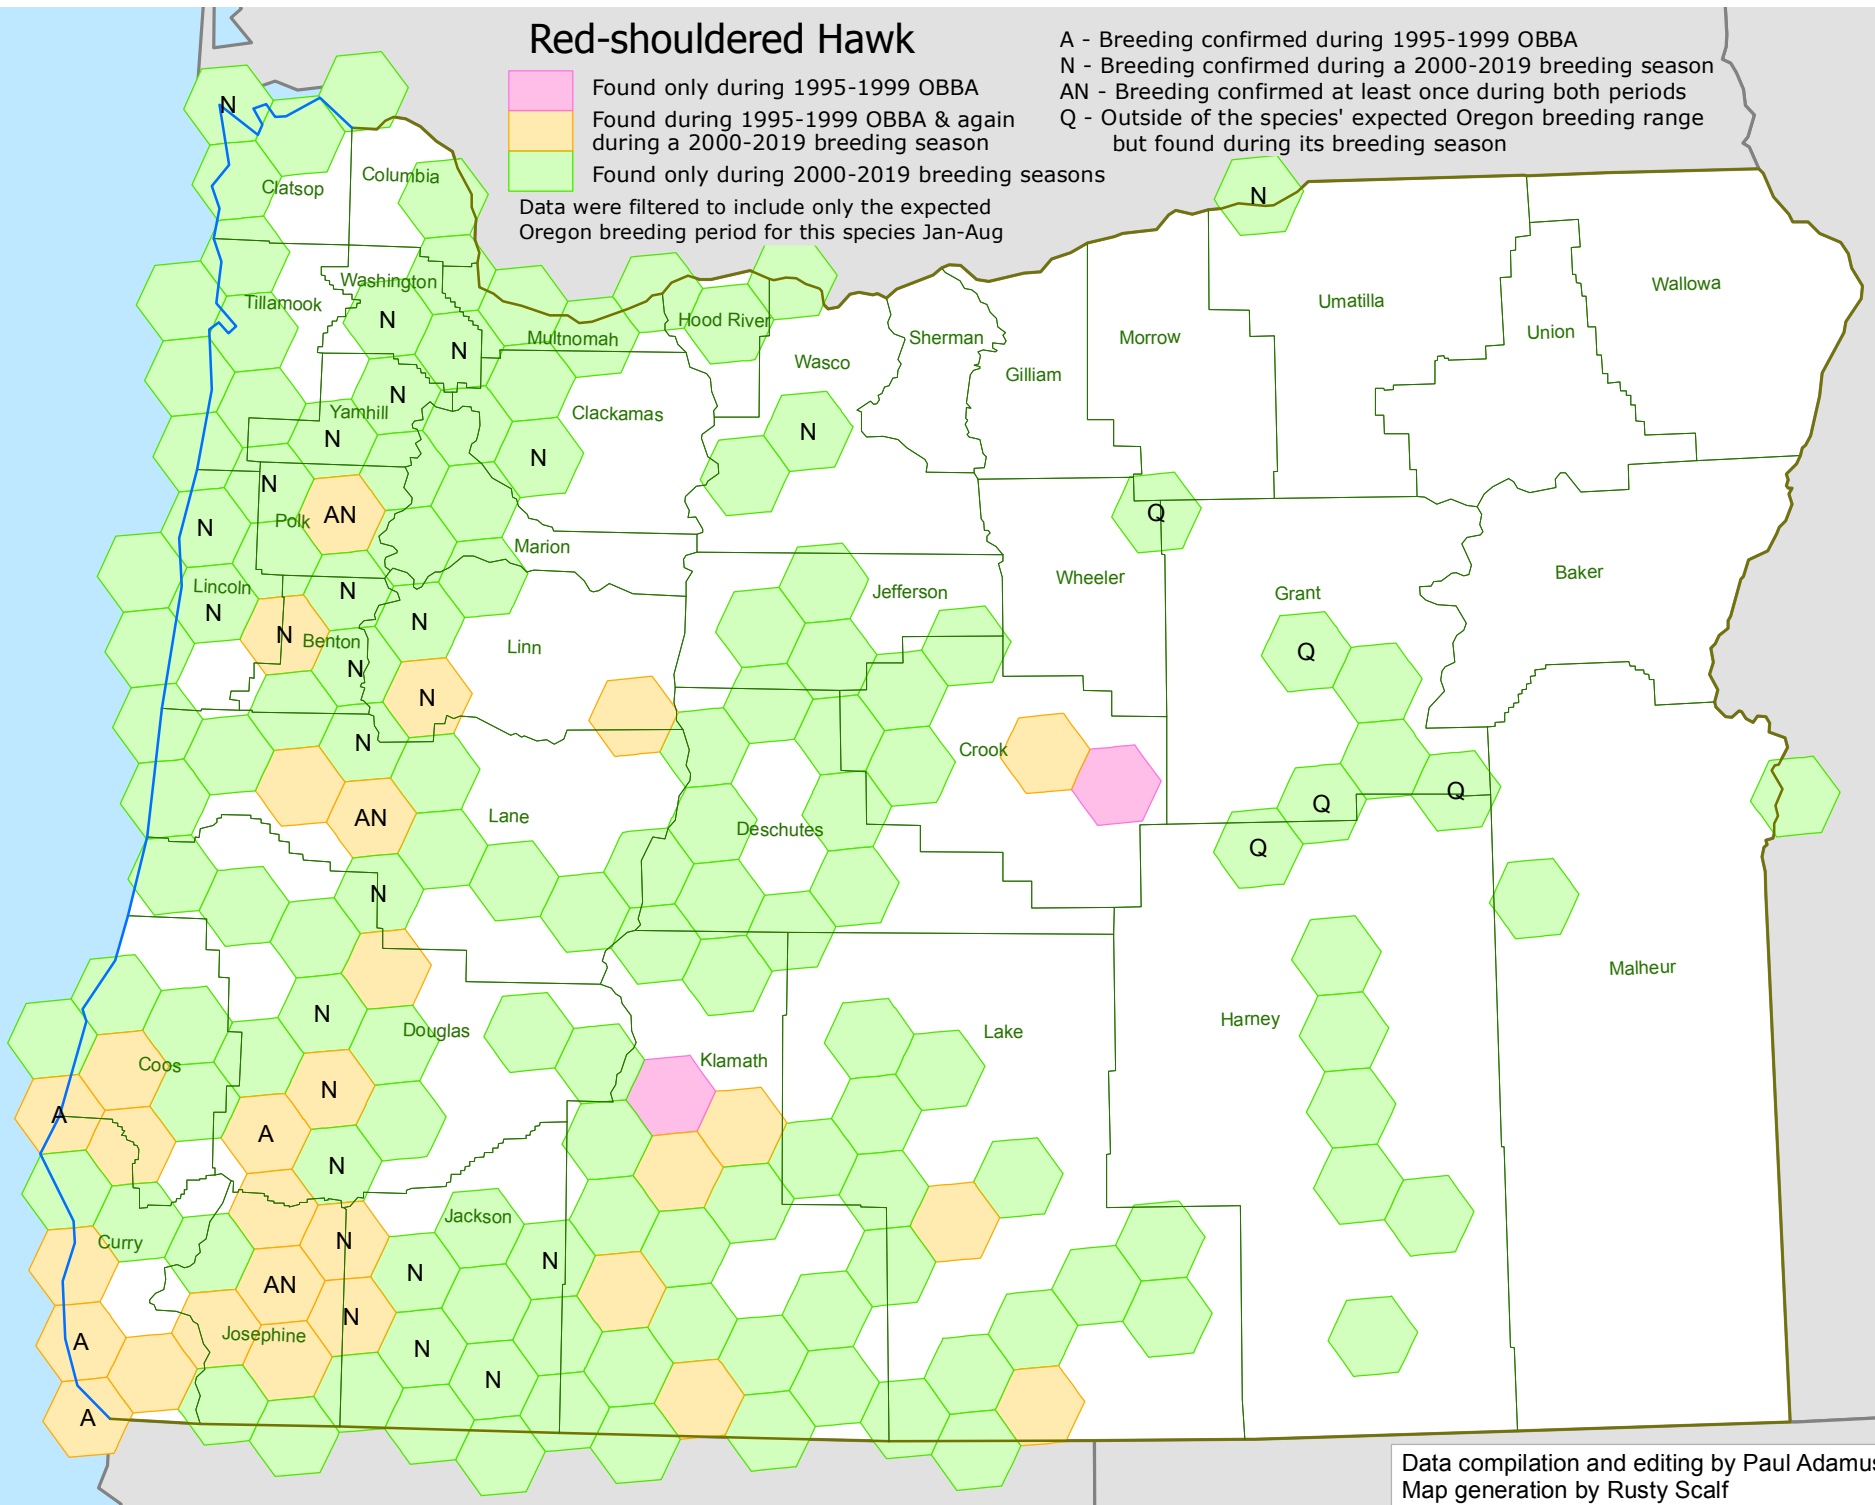 Red-shouldered Hawk
Found only during 1995-1999 OBBA
Found during 1995-1999 OBBA & again
during a 2000-2019 breeding season
Found only during 2000-2019 breeding seasons
Data were filtered to include only the expected
Oregon breeding period for this species Jan-Aug
A - Breeding confirmed during 1995-1999 OBBA
N - Breeding confirmed during a 2000-2019 breeding season
AN - Breeding confirmed at least once during both periods
Q - Outside of the species' expected Oregon breeding range
but found during its breeding season
N
Columbia
Clatsop
N
Washington
Tillamook
Wallowa
Umatilla
N
Hood River
Multnomah
Sherman
Morrow
Union
N
Wasco
Gilliam
N
Yamhill
Clackamas
N
N
N
N
AN
Polk
N
Q
Marion
Lincoln
N
Jefferson
Wheeler
Grant
Baker
N
N
N
Benton
Linn
Q
N
N
N
Crook
Q
Q
AN
Lane
Deschutes
Q
N
Malheur
N
Douglas
Lake
Harney
Coos
Klamath
N
A
A
N
Jackson
Curry
N
N
N
AN
N
Josephine
A
N
N
A
Data compilation and editing by Paul Adamus
Map generation by Rusty Scalf